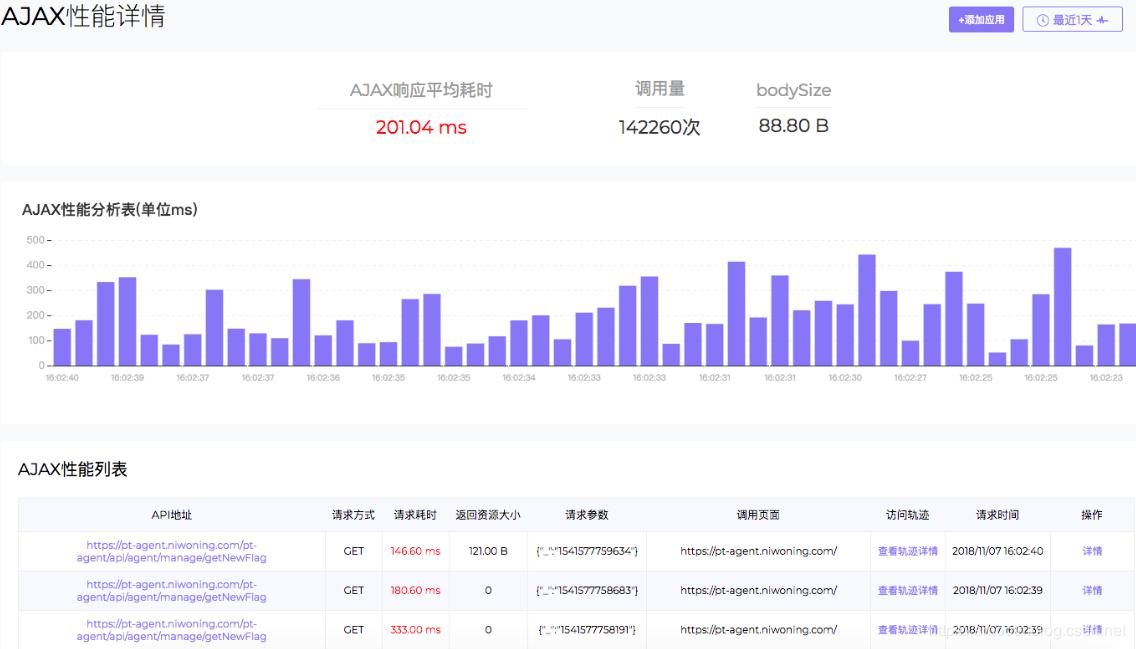 AJAX性能详情
+添加应用
最近1天
AJAX响应平均耗时
调用量
bodySize
201.04 ms
142260次
88.80 B
AJAX性能分析表(单位ms)
500
400
300
200
100
0
16:02:40 16:02:39 16:02:37 16:02:37 16:02:36 16:02:35 16:02:35 16:02:34 16:02:33 16:02:33 16:02:31 16:02:31 16:02:30 16:02:27 16:02:25 16:02:25 16:02:23
AJAX性能列表
API地址 请求方式 请求耗时 返回资源大小 请求参数 调用页面 访问轨迹 请求时间 操作
https://pt-agent.niwoning.com/pt-
agent/api/agent/manage/getNewFlag
GET 146.60 ms 121.00 B {"_":"1541577759634"} https://pt-agent.niwoning.com/ 查看轨迹详情 2018/11/07 16:02:40 详情
https://pt-agent.niwoning.com/pt-
agent/api/agent/manage/getNewFlag
GET 180.60 ms 0 {"_":"1541577758683"} https://pt-agent.niwoning.com/ 查看轨迹详情 2018/11/07 16:02:39 详情
https://pt-agent.niwoning.com/pt-
agent/api/agent/manage/getNewFlag
GET 333.00 ms 0 {"_":"1541577758191"} https://pt-agent.niwoning.com/ 查看轨迹详情 2018/11/07 16:02:39 详情